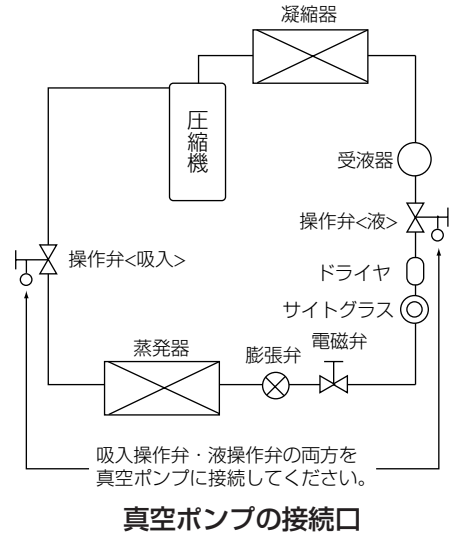 凝縮器
圧縮機
受液器
操作弁<液>
操作弁<吸入>
ドライヤ
サイトグラス
電磁弁
膨張弁
蒸発器
吸入操作弁・液操作弁の両方を
真空ポンプに接続してください。
真空ポンプの接続口